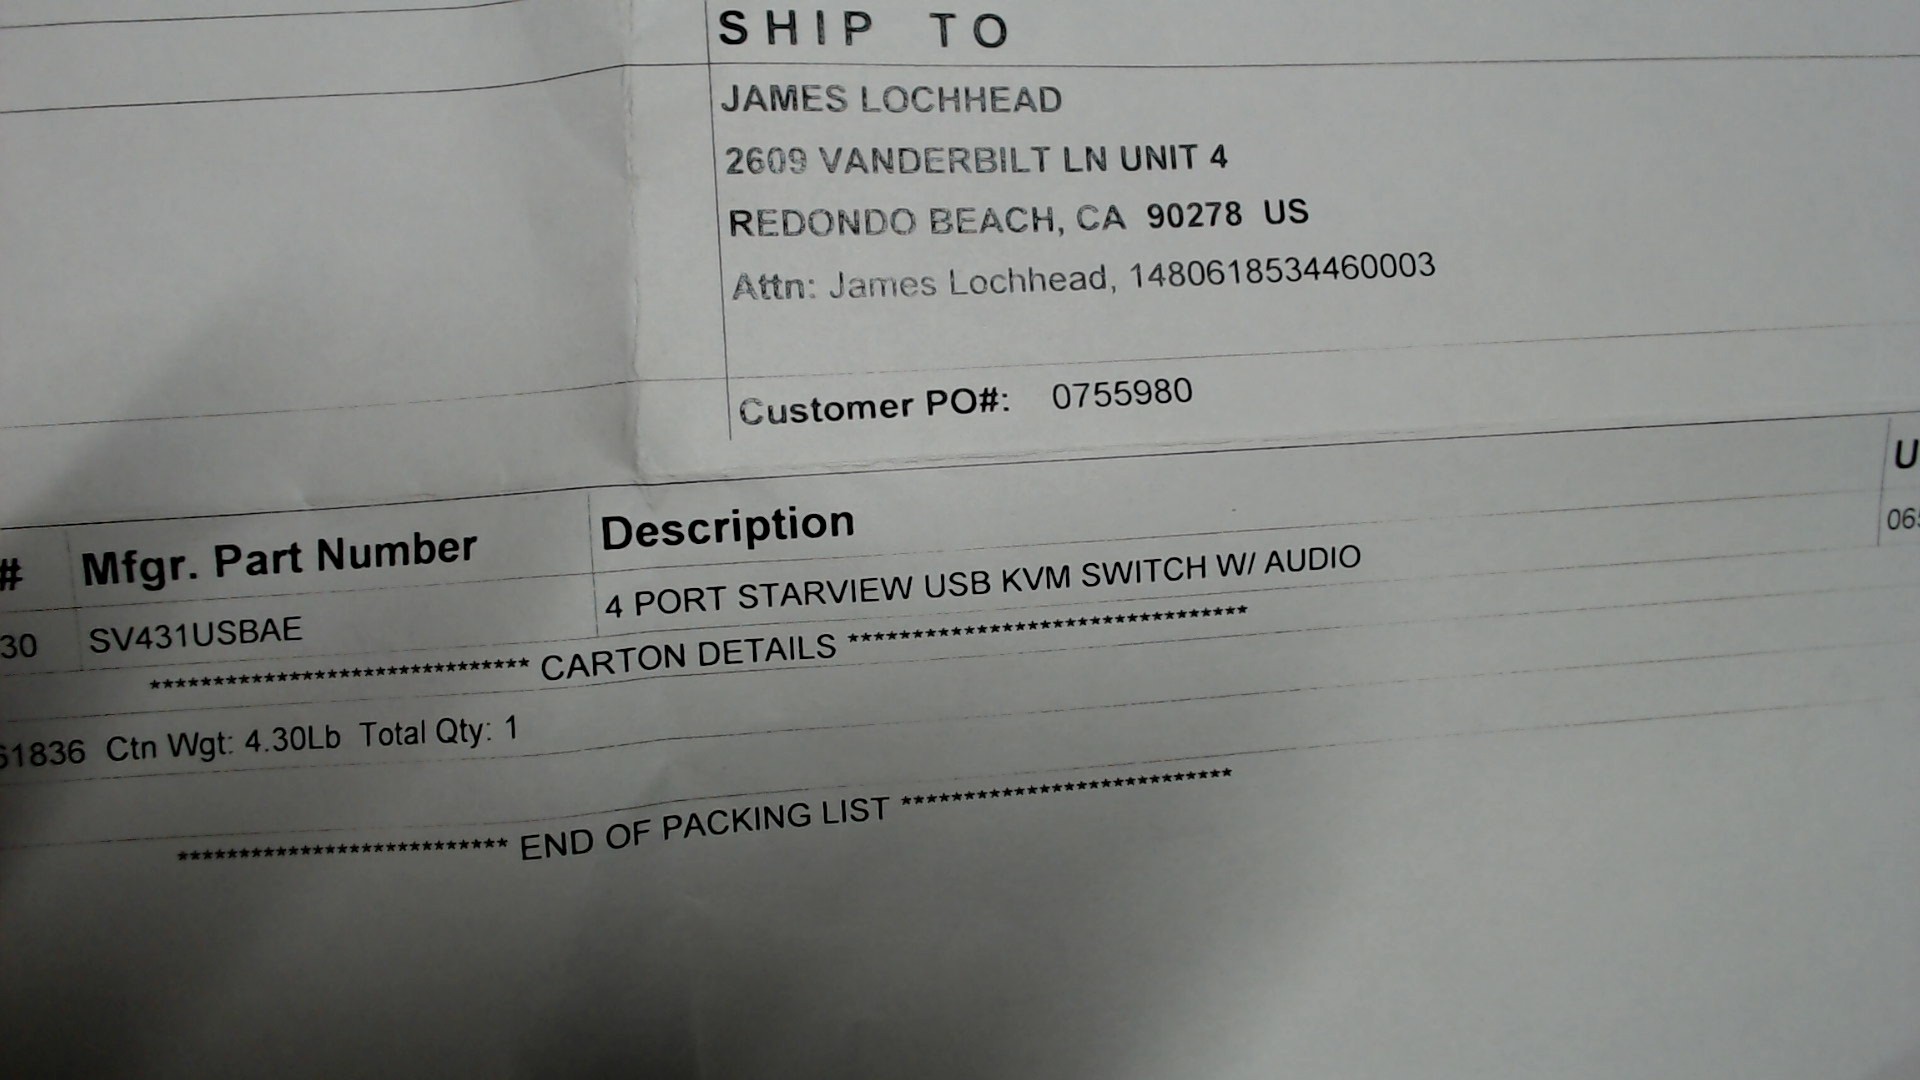 SHIP TO
JAMES LOCHHEAD
2609 VANDERBILT LN UNIT 4
REDONDO BEACH, CA 90278 US
Attn: James Lochhead, 1480618534460003
Customer PO#: 0755980
# Mfgr. Part Number Description U
30 SV431USBAE 4 PORT STARVIEW USB KVM SWITCH W/ AUDIO 06
****************************** CARTON DETAILS ********************************
61836 Ctn Wgt: 4.30Lb Total Qty: 1
*************************** END OF PACKING LIST ***************************